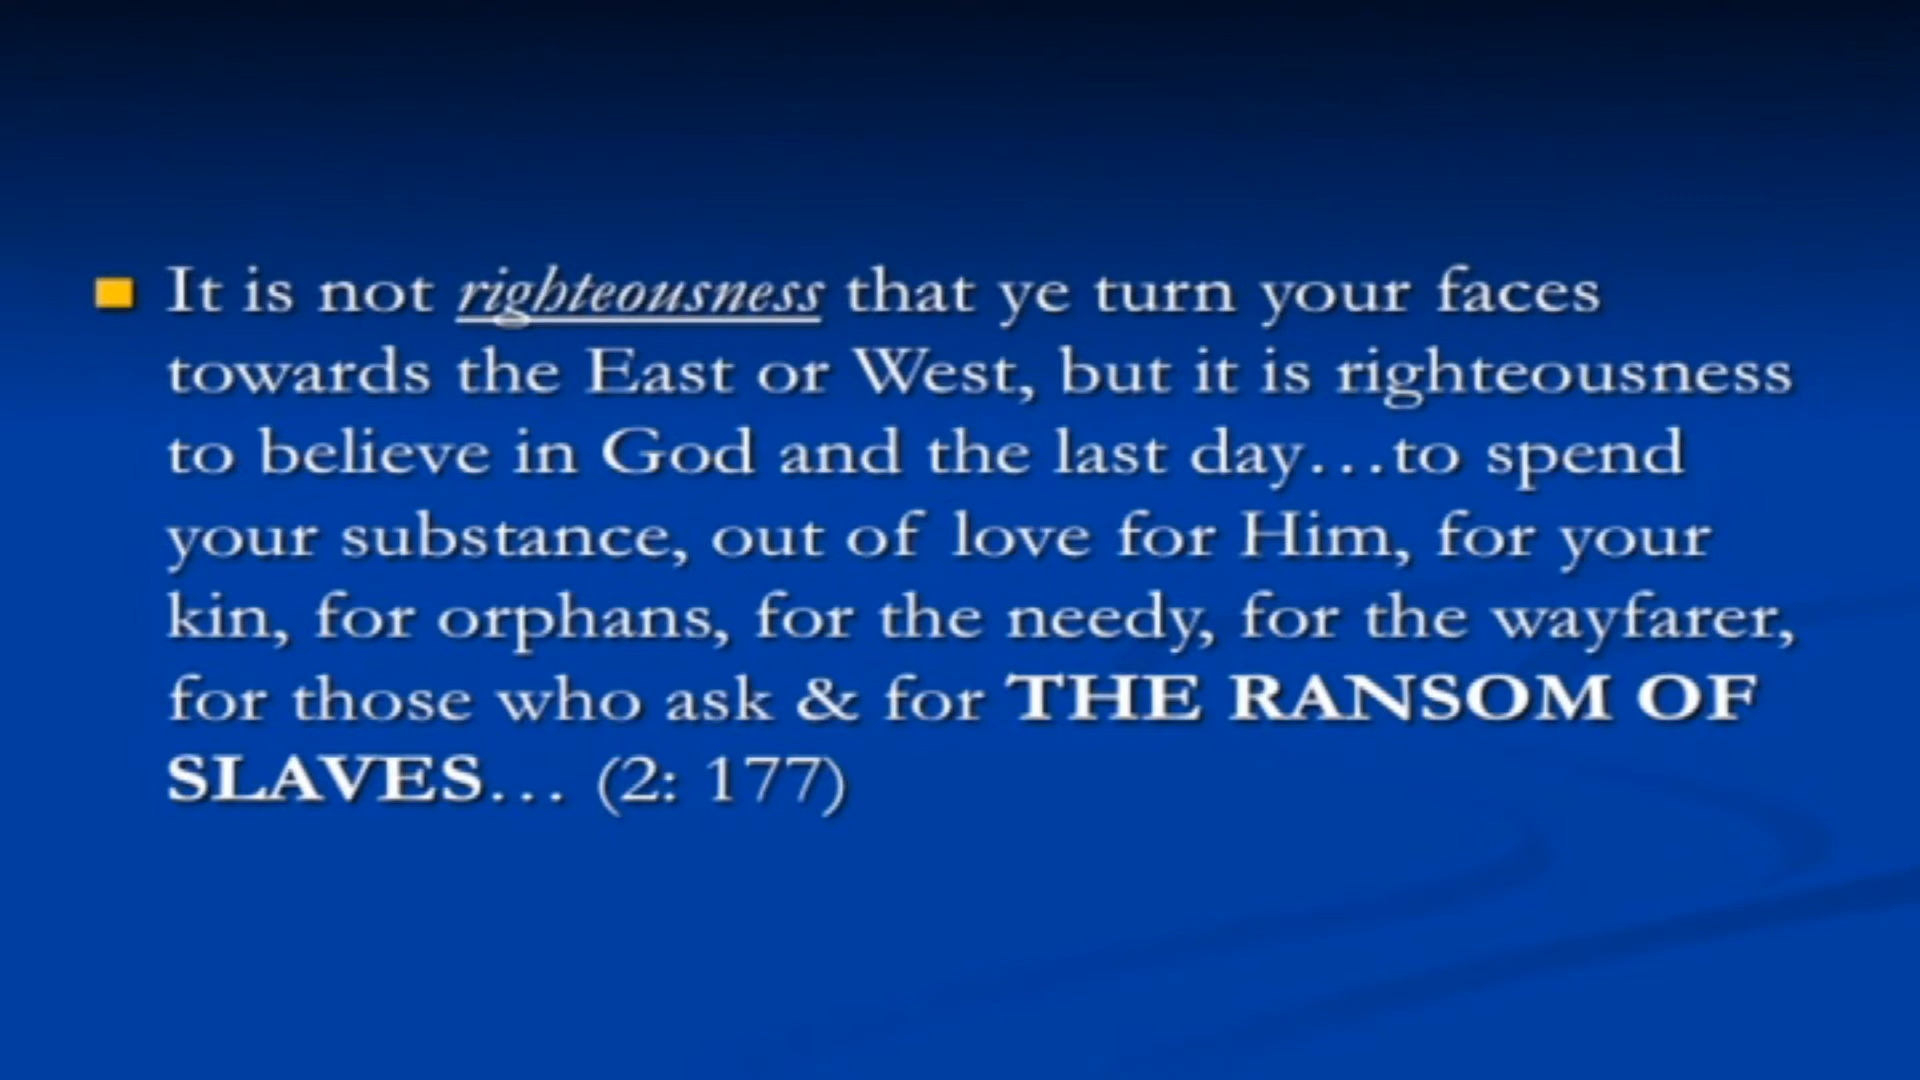 It is not righteousness that ye turn your faces
towards the East or West, but it is righteousness
to believe in God and the last day…to spend
your substance, out of love for Him, for your
kin, for orphans, for the needy, for the wayfarer,
for those who ask & for THE RANSOM OF
SLAVES… (2: 177)